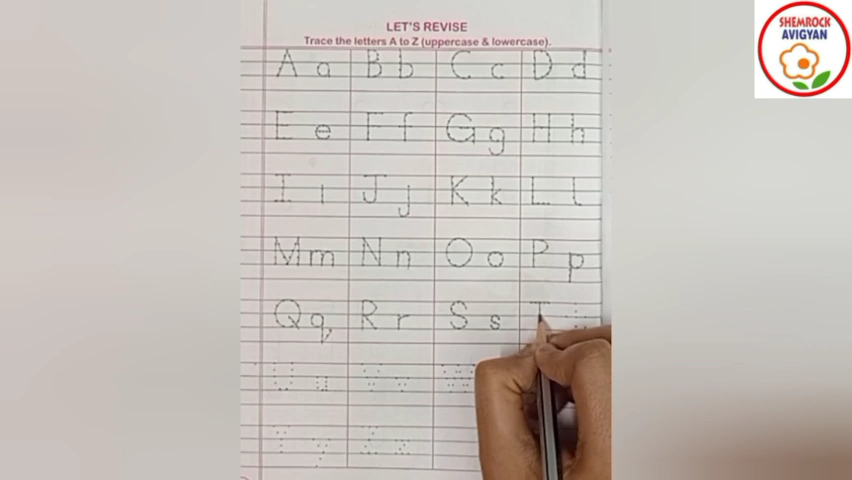 LET'S REVISE
Trace the letters A to Z (uppercase & lowercase).
A a B b C c D d
E e F f G g H h
I i J j K k L l
M m N n O o P p
Q q R r S s T
U u V v
Y y Z z
SHEMROCK
AVIGYAN